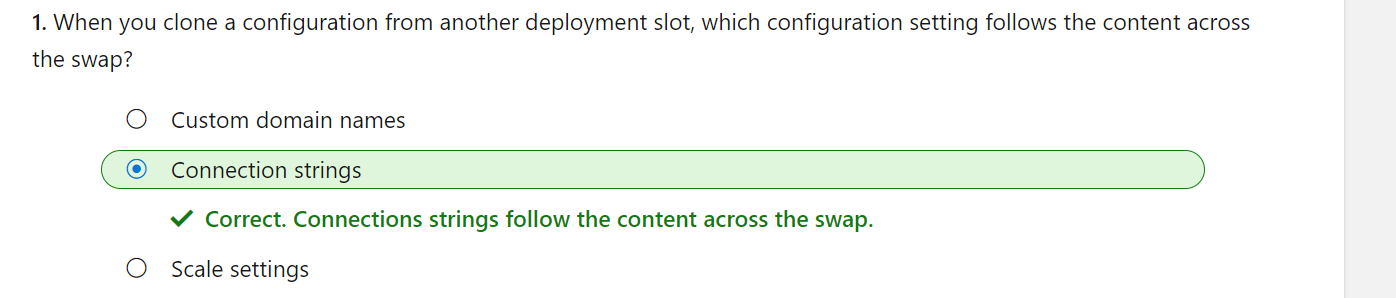 1. When you clone a configuration from another deployment slot, which configuration setting follows the content across
the swap?
Custom domain names
Connection strings
Correct. Connections strings follow the content across the swap.
Scale settings